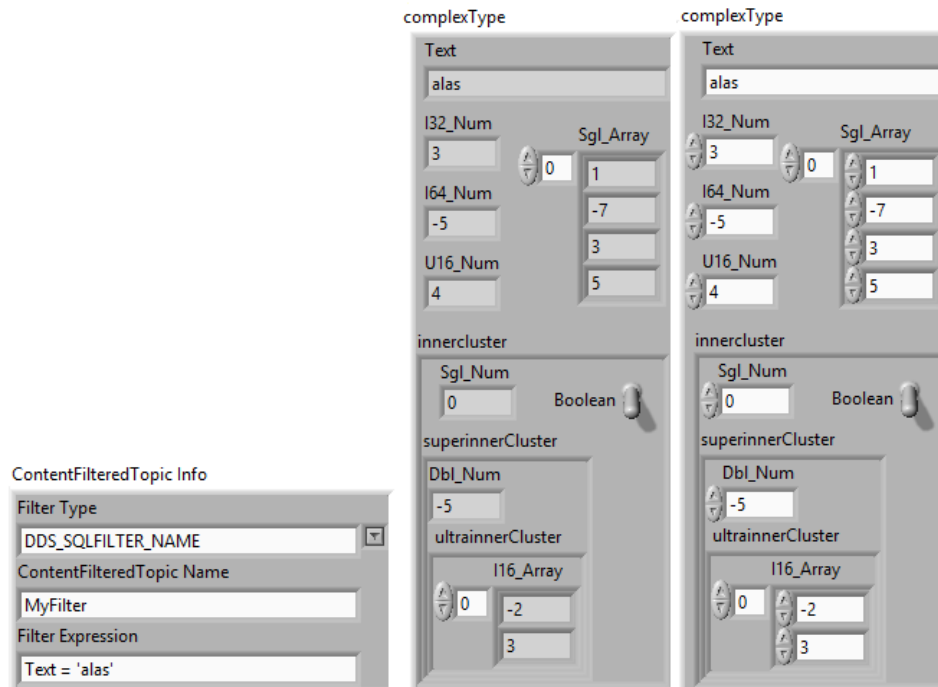 complexType
Text
alas
I32_Num
3
Sgl_Array
0
1
I64_Num
-7
-5
3
U16_Num
5
4
innercluster
Sgl_Num
0
Boolean
superinnerCluster
Dbl_Num
-5
ultrainnerCluster
I16_Array
0
-2
3
complexType
Text
alas
I32_Num
3
Sgl_Array
0
1
I64_Num
-7
-5
3
U16_Num
5
4
innercluster
Sgl_Num
0
Boolean
superinnerCluster
Dbl_Num
-5
ultrainnerCluster
I16_Array
0
-2
3
ContentFilteredTopic Info
Filter Type
DDS_SQLFILTER_NAME
ContentFilteredTopic Name
MyFilter
Filter Expression
Text = 'alas'